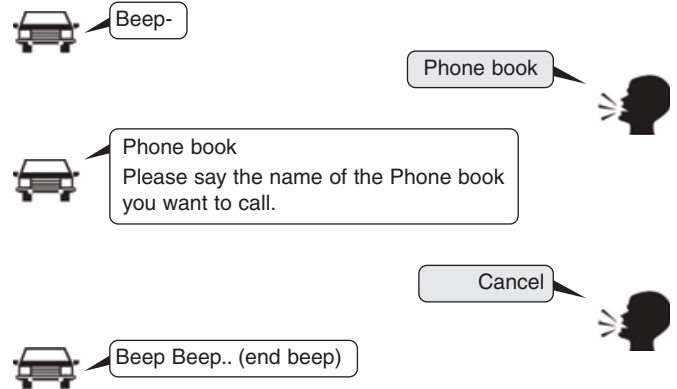 Beep-
Phone book
Phone book
Please say the name of the Phone book
you want to call.
Cancel
Beep Beep.. (end beep)